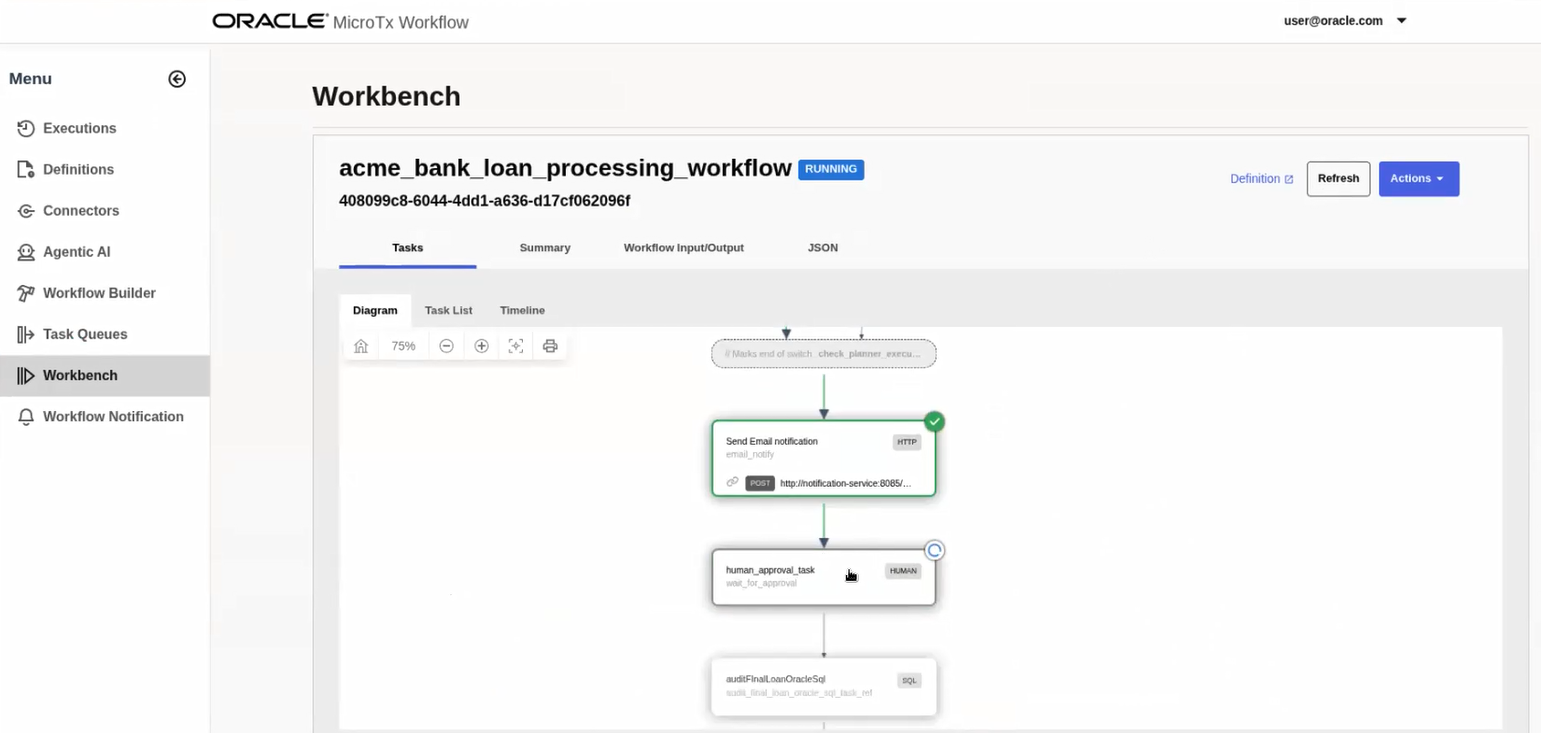 ORACLE MicroTx Workflow
user@oracle.com
Menu
Executions
Definitions
Connectors
Agentic AI
Workflow Builder
Task Queues
Workbench
Workflow Notification
Workbench
acme_bank_loan_processing_workflow RUNNING
408099c8-6044-4dd1-a636-d17cf062096f
Definition Refresh Actions
Tasks Summary Workflow Input/Output JSON
Diagram Task List Timeline
75%
// Marks end of switch check_planner_execu...
Send Email notification HTTP
email_notify
POST http://notification-service:8085/...
human_approval_task HUMAN
wait_for_approval
auditFInalLoanOracleSql SQL
audit_final_loan_oracle_sql_task_ref